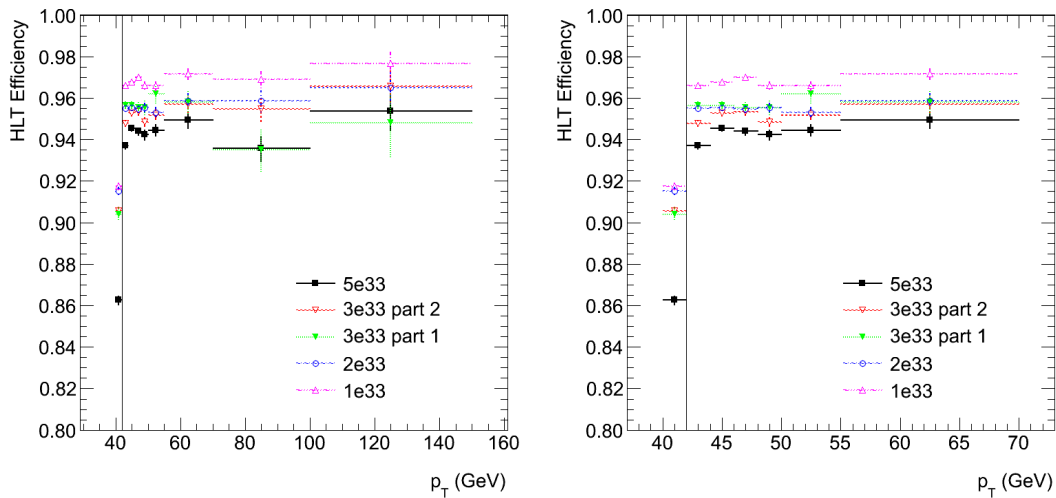 HLT Efficiency
1.00
0.98
0.96
0.94
0.92
0.90
0.88
0.86
0.84
0.82
0.80
5e33
3e33 part 2
3e33 part 1
2e33
1e33
40 60 80 100 120 140 160
p_T (GeV)
HLT Efficiency
1.00
0.98
0.96
0.94
0.92
0.90
0.88
0.86
0.84
0.82
0.80
5e33
3e33 part 2
3e33 part 1
2e33
1e33
40 45 50 55 60 65 70
p_T (GeV)